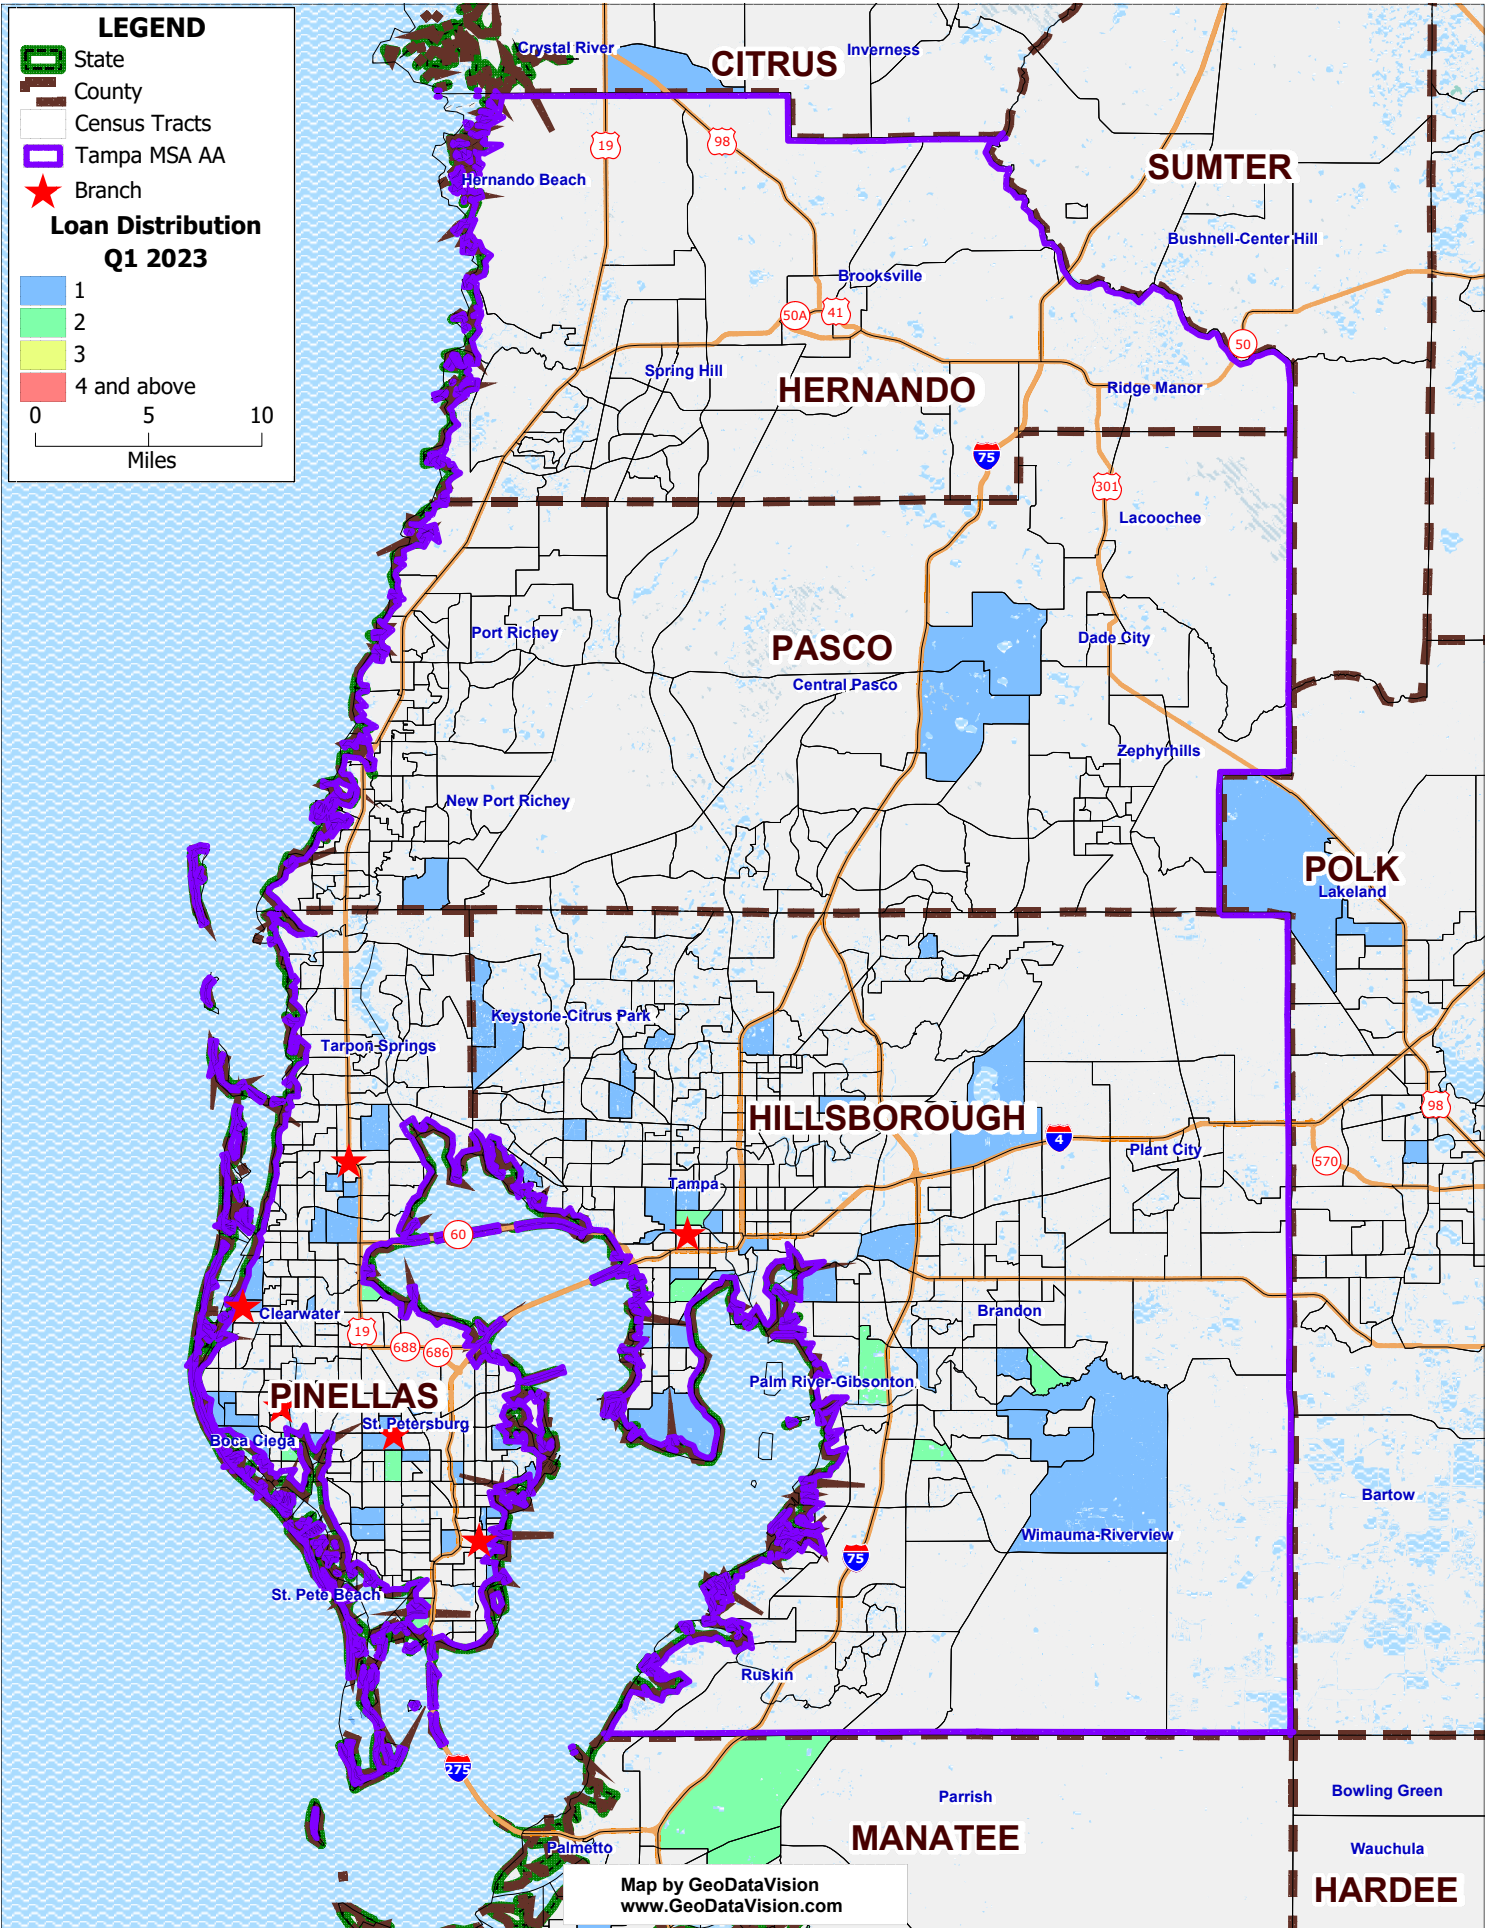 LEGEND
State
County
Census Tracts
Tampa MSA AA
Branch
Loan Distribution
Q1 2023
1
2
3
4 and above
0 5 10
Miles
Crystal River
CITRUS
Inverness
19
98
SUMTER
Hernando Beach
Bushnell-Center Hill
Brooksville
50A
41
50
Spring Hill
HERNANDO
Ridge Manor
75
301
Lacoochee
Port Richey
PASCO
Dade City
Central Pasco
Zephyrhills
New Port Richey
POLK
Lakeland
Keystone-Citrus Park
Tarpon Springs
HILLSBOROUGH
98
4
Plant City
570
Tampa
60
Clearwater
Brandon
19
688
686
PINELLAS
Palm River-Gibsonton
St. Petersburg
Boca Ciega
Bartow
Wimauma-Riverview
75
St. Pete Beach
Ruskin
275
Parrish
Bowling Green
MANATEE
Palmetto
Wauchula
HARDEE
Map by GeoDataVision
www.GeoDataVision.com